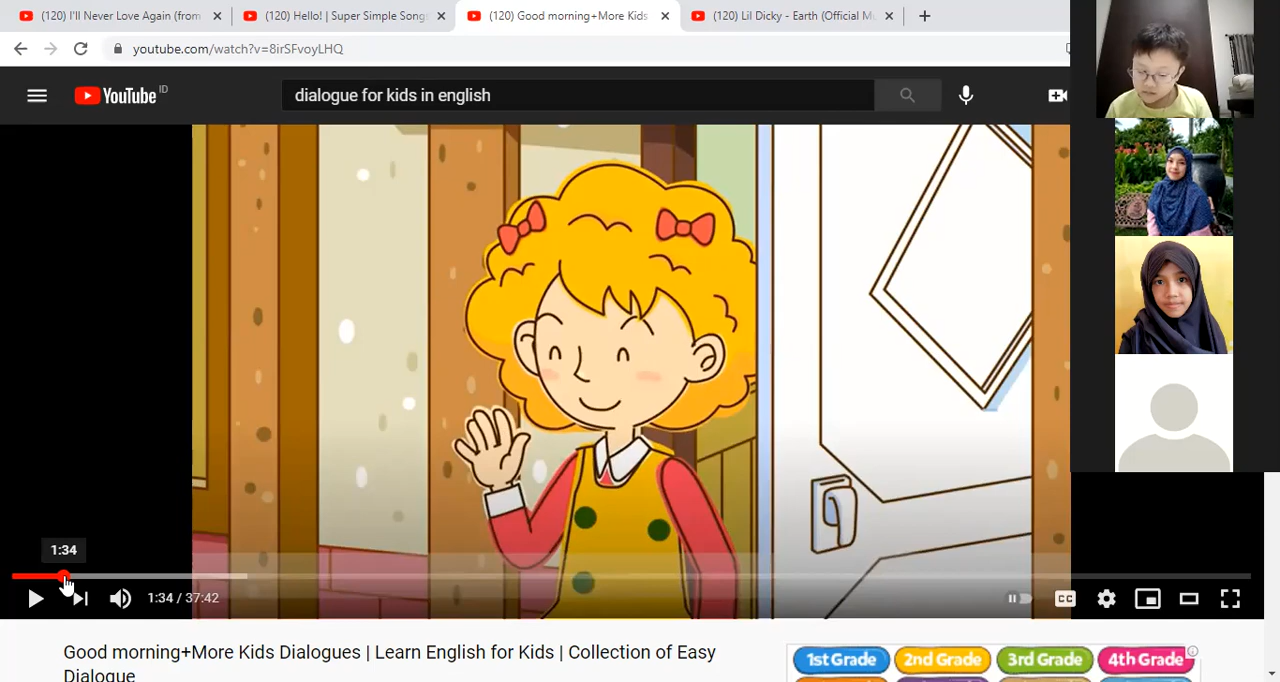 (120) I'll Never Love Again (from
(120) Hello! | Super Simple Song
(120) Good morning+More Kids
(120) Lil Dicky - Earth (Official Mu
youtube.com/watch?v=8irSFvoyLHQ
YouTube ID
dialogue for kids in english
1:34
1:34 / 37:42
CC
Good morning+More Kids Dialogues | Learn English for Kids | Collection of Easy
Dialogue
1st Grade
2nd Grade
3rd Grade
4th Grade